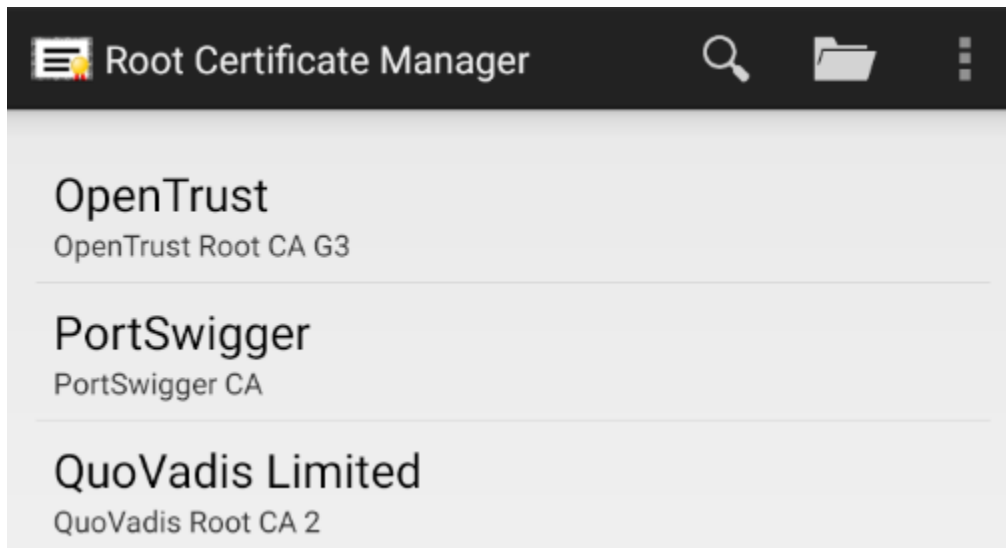 Root Certificate Manager
OpenTrust
OpenTrust Root CA G3
PortSwigger
PortSwigger CA
QuoVadis Limited
QuoVadis Root CA 2